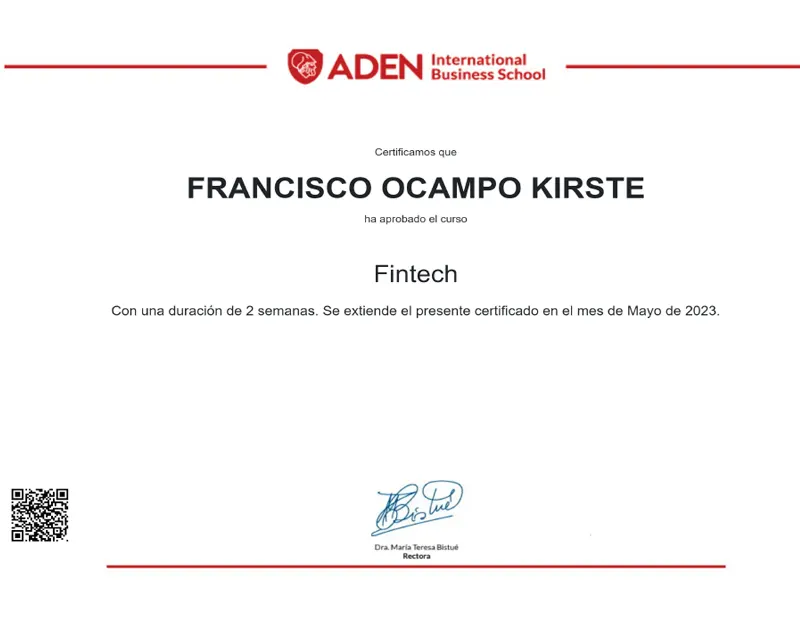 ADEN International
Business School
Certificamos que
FRANCISCO OCAMPO KIRSTE
ha aprobado el curso
Fintech
Con una duración de 2 semanas. Se extiende el presente certificado en el mes de Mayo de 2023.
Bistué
Dra. María Teresa Bistué
Rectora